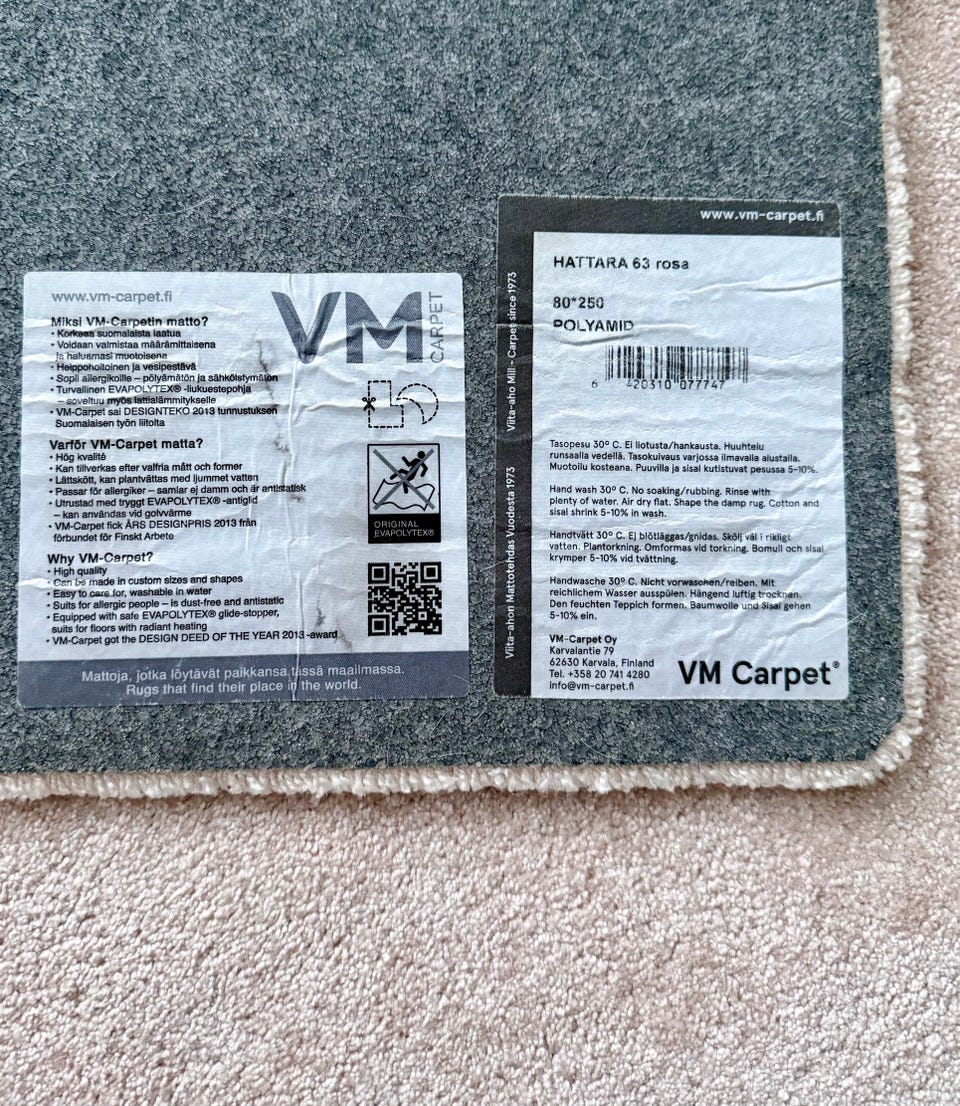 www.vm-carpet.fi
VM
CARPET
Miksi VM-Carpetin matto?
• Korkeaa suomalaista laatua
• Voidaan valmistaa määrämittaisena
ja haluamasi muotoisena
• Helppohoitoinen ja vesipestävä
• Sopii allergikoille – pölyämätön ja sähköistymätön
• Turvallinen EVAPOLYTEX® -liukuestepohja
– soveltuu myös lattialämmitykselle
• VM-Carpet sai DESIGNTEKO 2013 tunnustuksen
Suomalaisen työn liitolta
Varför VM-Carpet matta?
• Hög kvalité
• Kan tillverkas efter valfria mått och former
• Lättskött, kan plantvättas med ljummet vatten
• Passar för allergiker – samlar ej damm och är antistatisk
• Utrustad med tryggt EVAPOLYTEX® -antiglid
– kan användas vid golvvärme
• VM-Carpet fick ÅRS DESIGNPRIS 2013 från
förbundet för Finskt Arbete
Why VM-Carpet?
• High quality
• Can be made in custom sizes and shapes
• Easy to care for, washable in water
• Suits for allergic people – is dust-free and antistatic
• Equipped with safe EVAPOLYTEX® glide-stopper,
suits for floors with radiant heating
• VM-Carpet got the DESIGN DEED OF THE YEAR 2013 -award
ORIGINAL
EVAPOLYTEX®
Mattoja, jotka löytävät paikkansa tässä maailmassa.
Rugs that find their place in the world.
www.vm-carpet.fi
Viita-ahon Mattotehdas Vuodesta 1973
Viita-aho Mill - Carpet since 1973
HATTARA 63 rosa
80*250
POLYAMID
6 420310 077747
Tasopesu 30º C. Ei liotusta/hankausta. Huuhtelu
runsaalla vedellä. Tasokuivaus varjossa ilmavalla alustalla.
Muotoilu kosteana. Puuvilla ja sisal kutistuvat pesussa 5-10%.
Hand wash 30º C. No soaking/rubbing. Rinse with
plenty of water. Air dry flat. Shape the damp rug. Cotton and
sisal shrink 5-10% in wash.
Handtvätt 30º C. Ej blötläggas/gnidas. Skölj väl i rikligt
vatten. Plantorkning. Omformas vid torkning. Bomull och sisal
krymper 5-10% vid tvättning.
Handwasche 30º C. Nicht vorwaschen/reiben. Mit
reichlichem Wasser ausspülen. Hängend luftig trocknen.
Den feuchten Teppich formen. Baumwolle und Sisal gehen
5-10% ein.
VM-Carpet Oy
Karvalantie 79
62630 Karvala, Finland
Tel. +358 20 741 4280
info@vm-carpet.fi
VM Carpet®